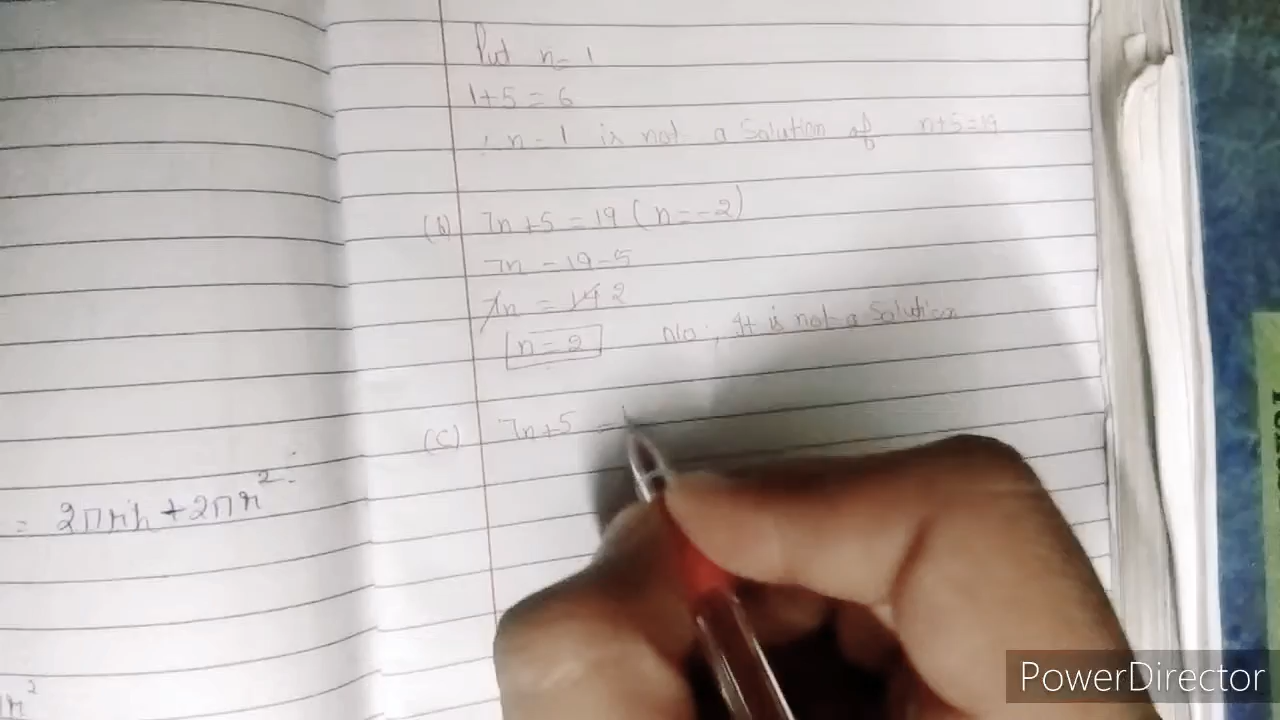 Put n=1
1+5=6
∴ n=1 is not a Solution of n+5=19
(b) 7n+5=19(n=-2)
7n=19-5
7n=14 2
n=2 No; It is not a Solution
(C) 7n+5 =
= 2πrh+2πr²
r²
PowerDirector